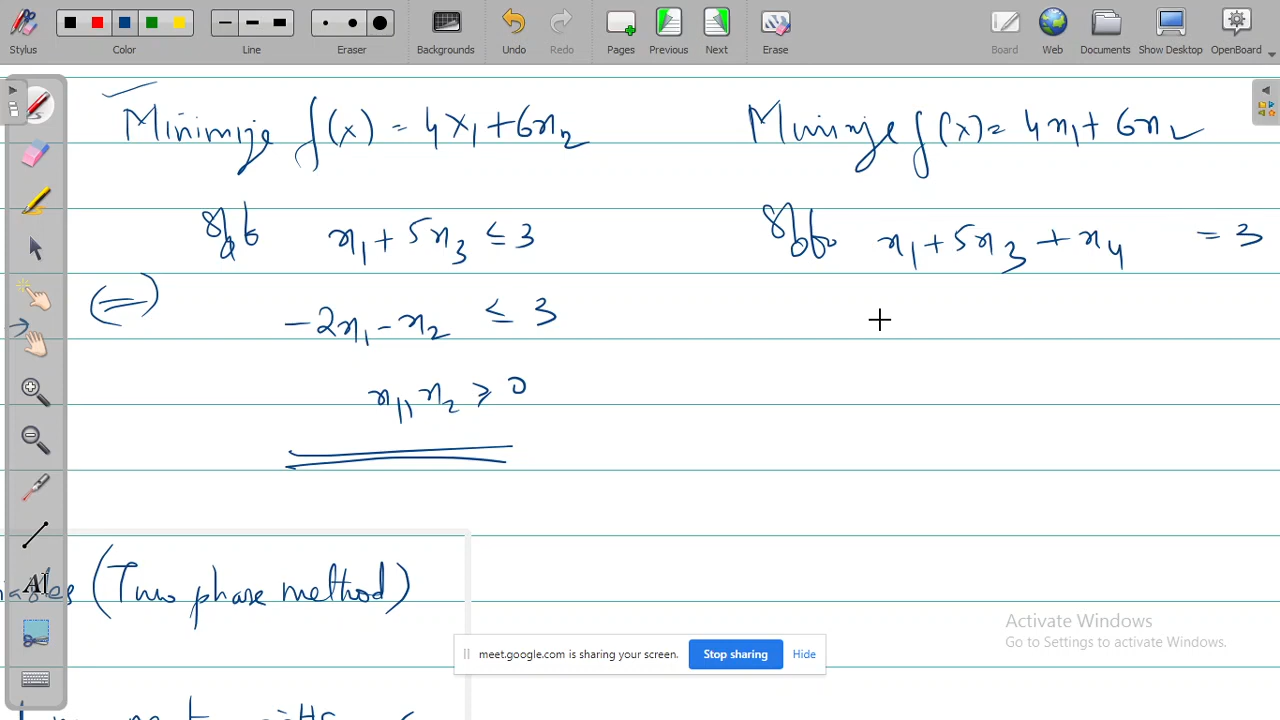 Stylus Color Line Eraser Backgrounds Undo Redo Pages Previous Next Erase Board Web Documents Show Desktop OpenBoard
Minimize f(x) = 4x₁ + 6x₂
x₁ + 5x₃ ≤ 3
(=)
-2x₁ - x₂ ≤ 3
x₁, x₂ ≥ 0
Minimize f(x) = 4x₁ + 6x₂
x₁ + 5x₃ + x₄ = 3
(Two phase method)
Activate Windows
Go to Settings to activate Windows.
meet.google.com is sharing your screen. Stop sharing Hide